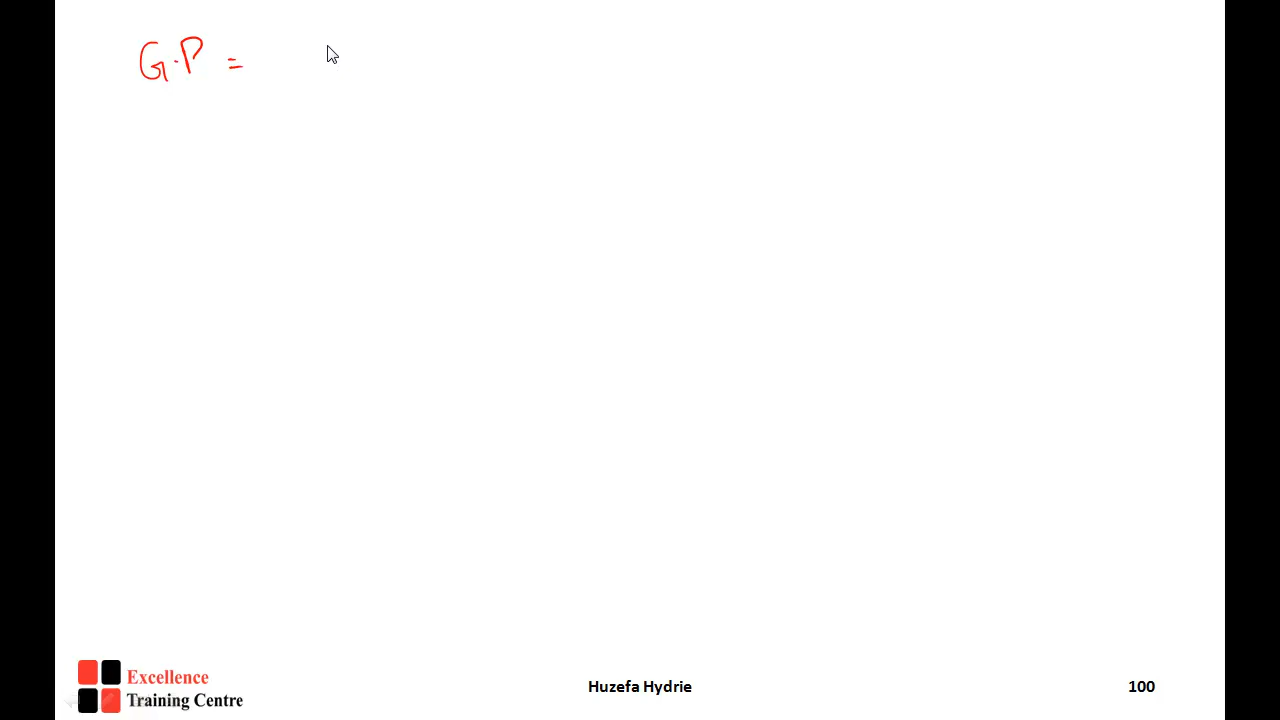 G.P =
Excellence
Training Centre
Huzefa Hydrie
100